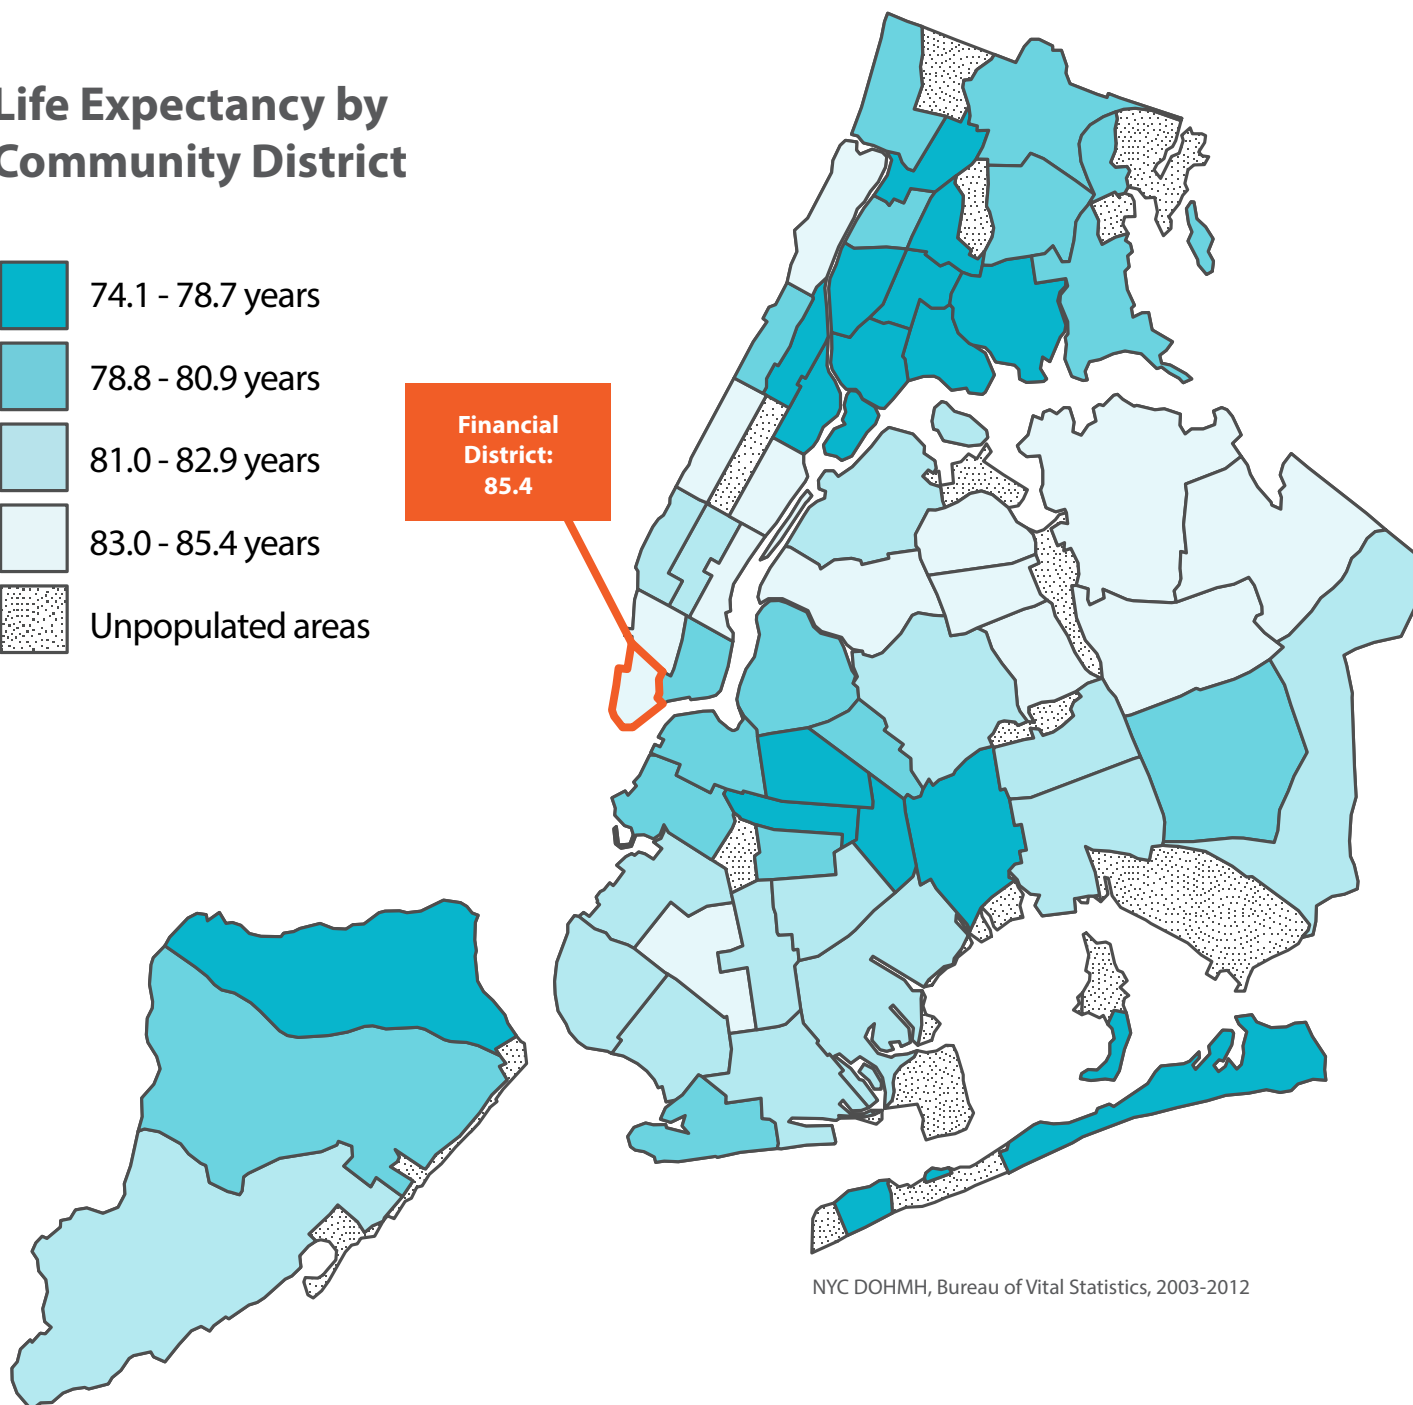 Life Expectancy by
Community District
74.1 - 78.7 years
78.8 - 80.9 years
81.0 - 82.9 years
83.0 - 85.4 years
Unpopulated areas
Financial
District:
85.4
NYC DOHMH, Bureau of Vital Statistics, 2003-2012